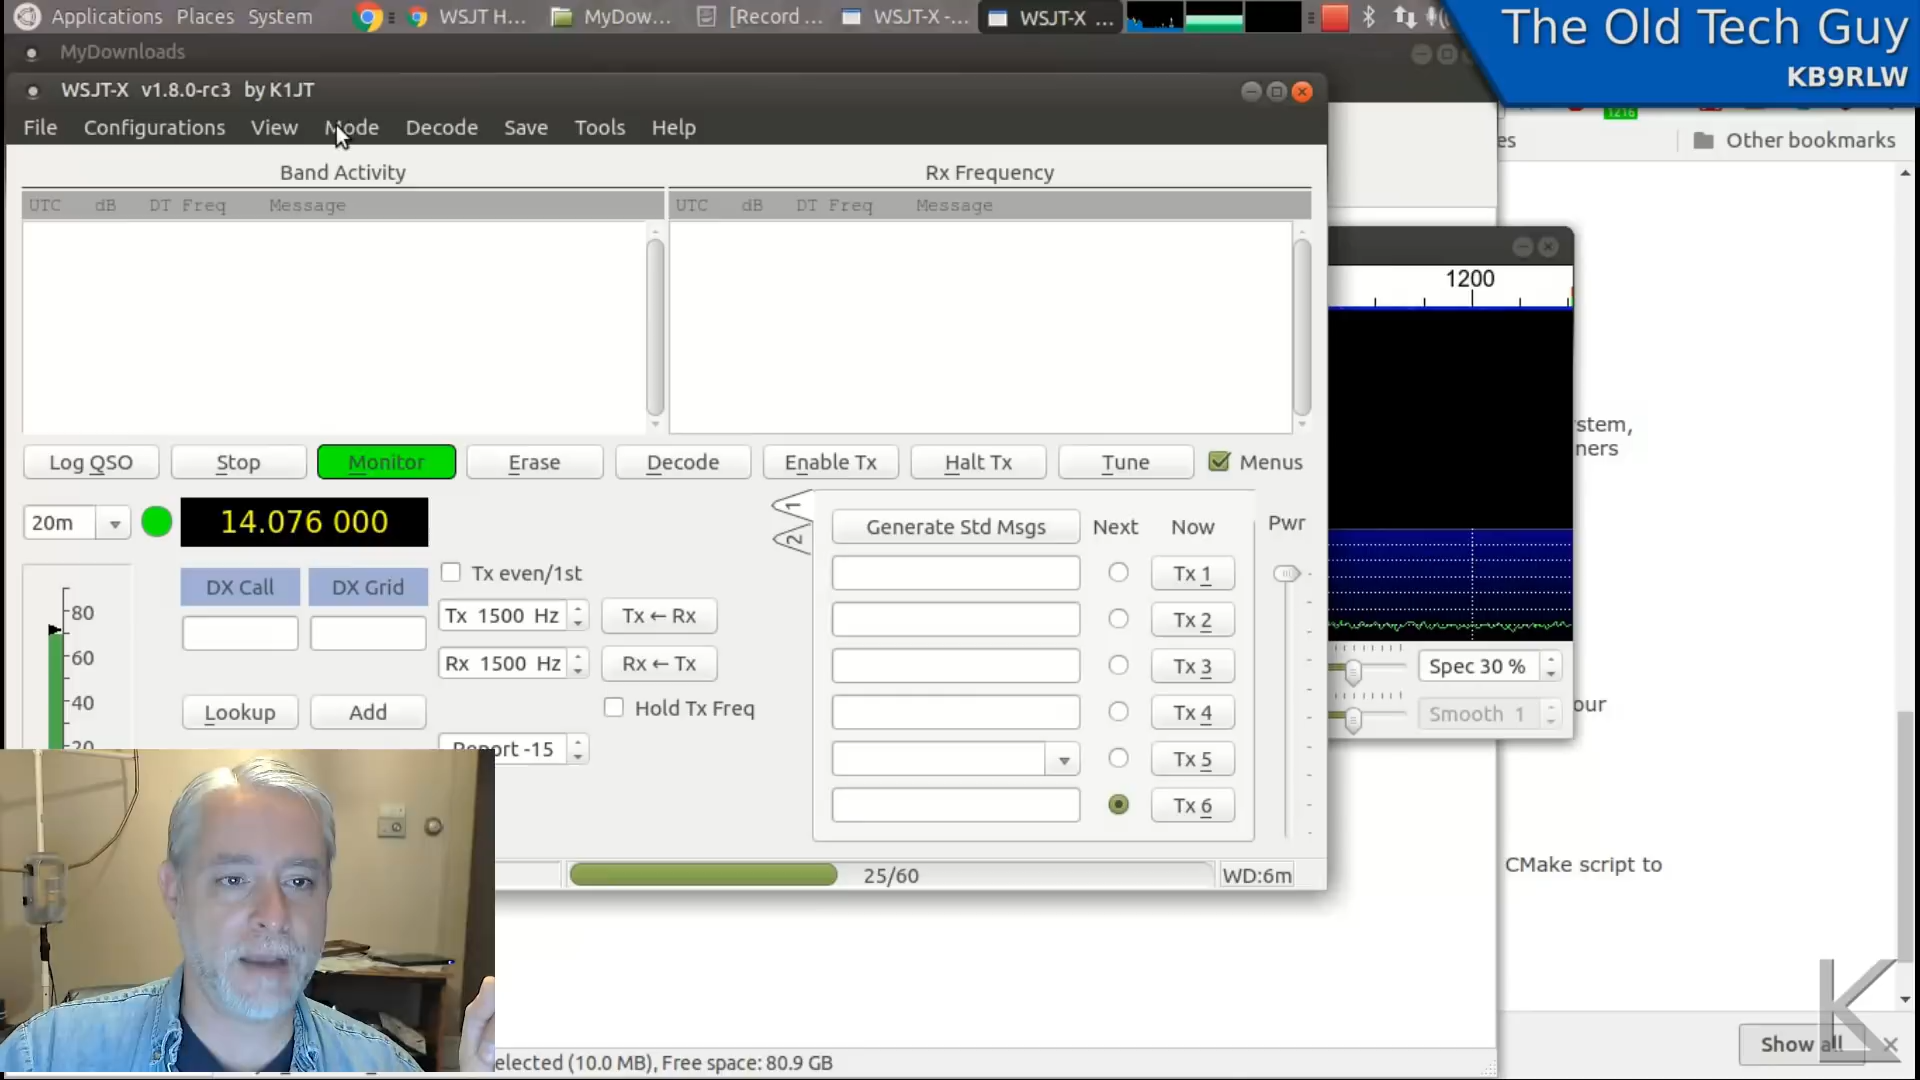 Applications Places System
WSJT H...
MyDow...
[Record ...
WSJT-X -...
WSJT-X ...
The Old Tech Guy
KB9RLW
MyDownloads
WSJT-X v1.8.0-rc3 by K1JT
File Configurations View Mode Decode Save Tools Help
1216
es
Other bookmarks
Band Activity
Rx Frequency
UTC dB DT Freq Message
UTC dB DT Freq Message
1200
stem,
ners
Log QSO Stop Monitor Erase Decode Enable Tx Halt Tx Tune Menus
20m
14.076 000
1
2
Generate Std Msgs Next Now Pwr
DX Call DX Grid
Tx even/1st
Tx 1500 Hz Tx ← Rx
Rx 1500 Hz Rx ← Tx
Hold Tx Freq
Lookup Add
Report -15
80
60
40
20
Tx 1
Tx 2
Tx 3
Tx 4
Tx 5
Tx 6
Spec 30 %
Smooth 1
our
25/60
WD:6m
CMake script to
K
Show all
elected (10.0 MB), Free space: 80.9 GB